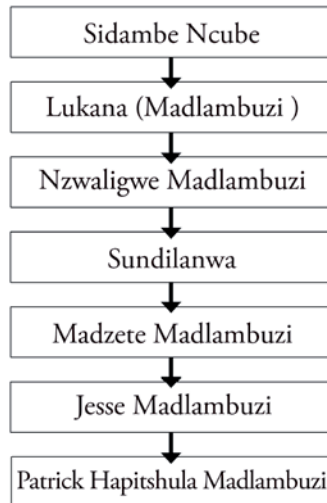 Sidambe Ncube
Lukana (Madlambuzi )
Nzwaligwe Madlambuzi
Sundilanwa
Madzete Madlambuzi
Jesse Madlambuzi
Patrick Hapitshula Madlambuzi